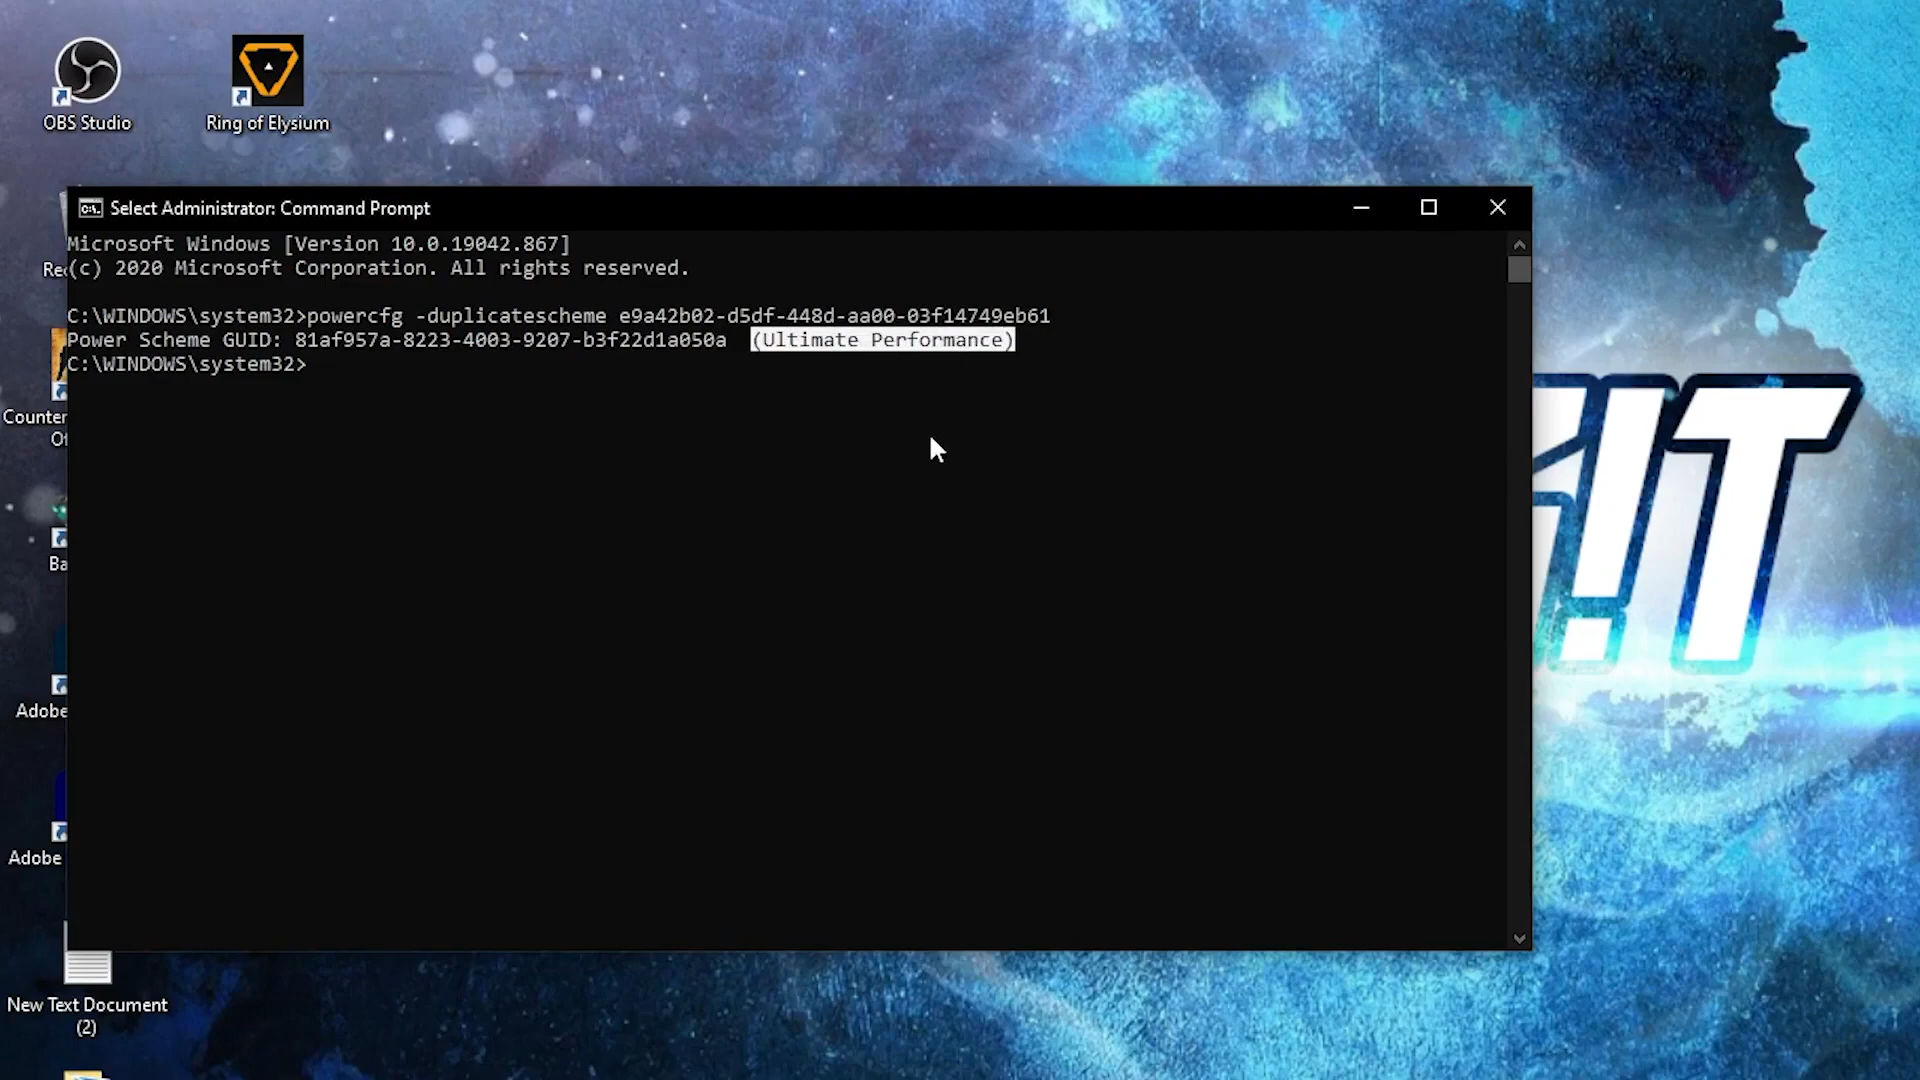 OBS Studio
Ring of Elysium
Select Administrator: Command Prompt
Microsoft Windows [Version 10.0.19042.867]
(c) 2020 Microsoft Corporation. All rights reserved.
C:\WINDOWS\system32>powercfg -duplicatescheme e9a42b02-d5df-448d-aa00-03f14749eb61
Power Scheme GUID: 81af957a-8223-4003-9207-b3f22d1a050a  (Ultimate Performance)
C:\WINDOWS\system32>
Rec
Counter
Of
Ba
Adobe
Adobe
New Text Document
(2)
!T